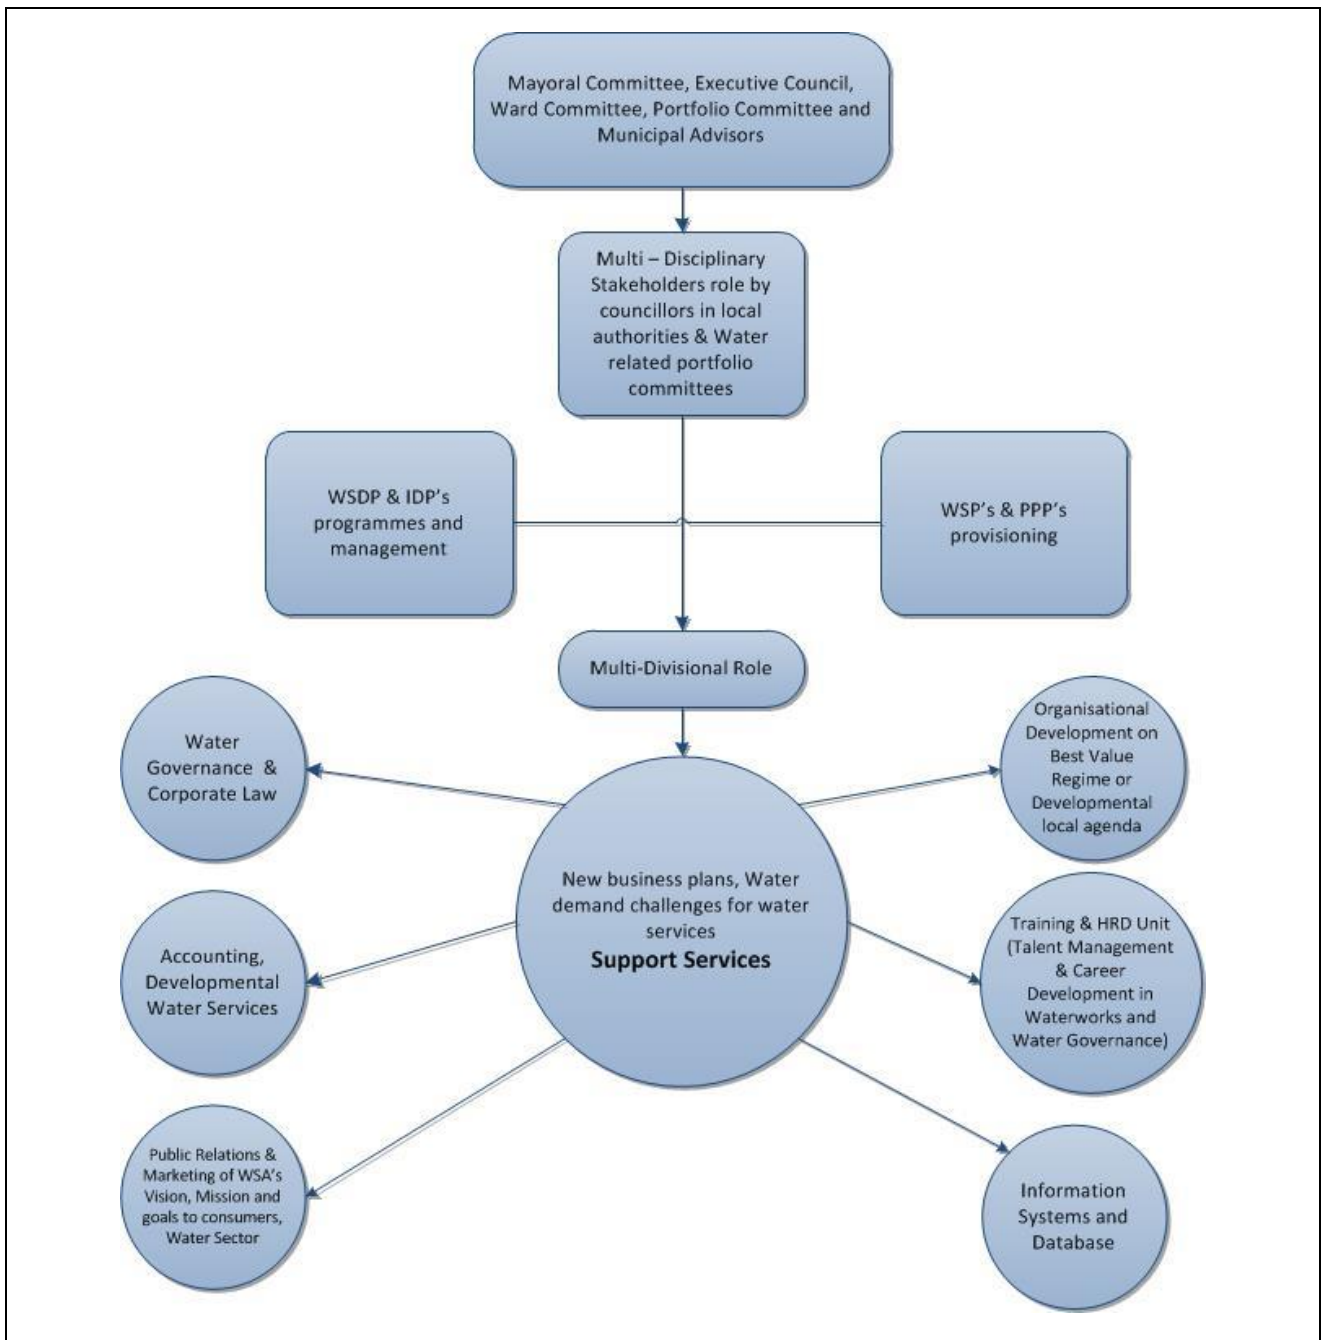 Mayoral Committee, Executive Council,
Ward Committee, Portfolio Committee and
Municipal Advisors
Multi – Disciplinary
Stakeholders role by
councillors in local
authorities & Water
related portfolio
committees
WSDP & IDP’s
programmes and
management
WSP’s & PPP’s
provisioning
Multi-Divisional Role
Water
Governance &
Corporate Law
Organisational
Development on
Best Value
Regime or
Developmental
local agenda
New business plans, Water
demand challenges for water
services
Support Services
Accounting,
Developmental
Water Services
Training & HRD Unit
(Talent Management
& Career
Development in
Waterworks and
Water Governance)
Public Relations &
Marketing of WSA’s
Vision, Mission and
goals to consumers,
Water Sector
Information
Systems and
Database